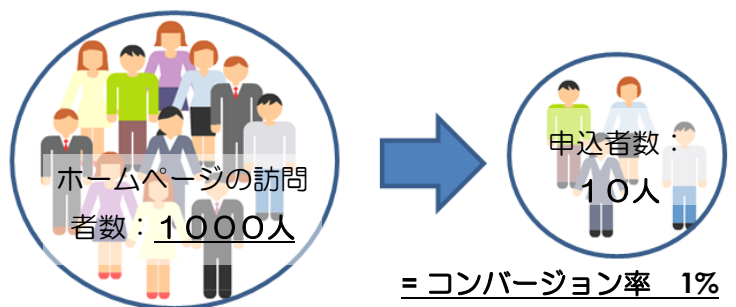 ホームページの訪問
者数：１０００人
申込者数：
１０人
= コンバージョン率　1%